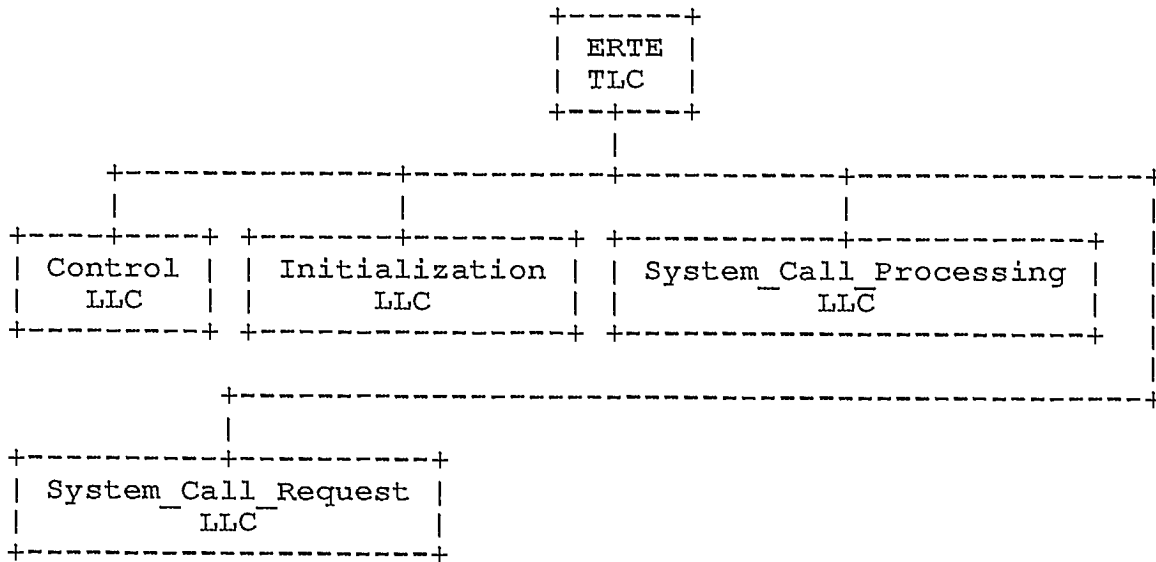 ERTE
TLC
Control Initialization System_Call_Processing
LLC LLC LLC
System_Call_Request
LLC